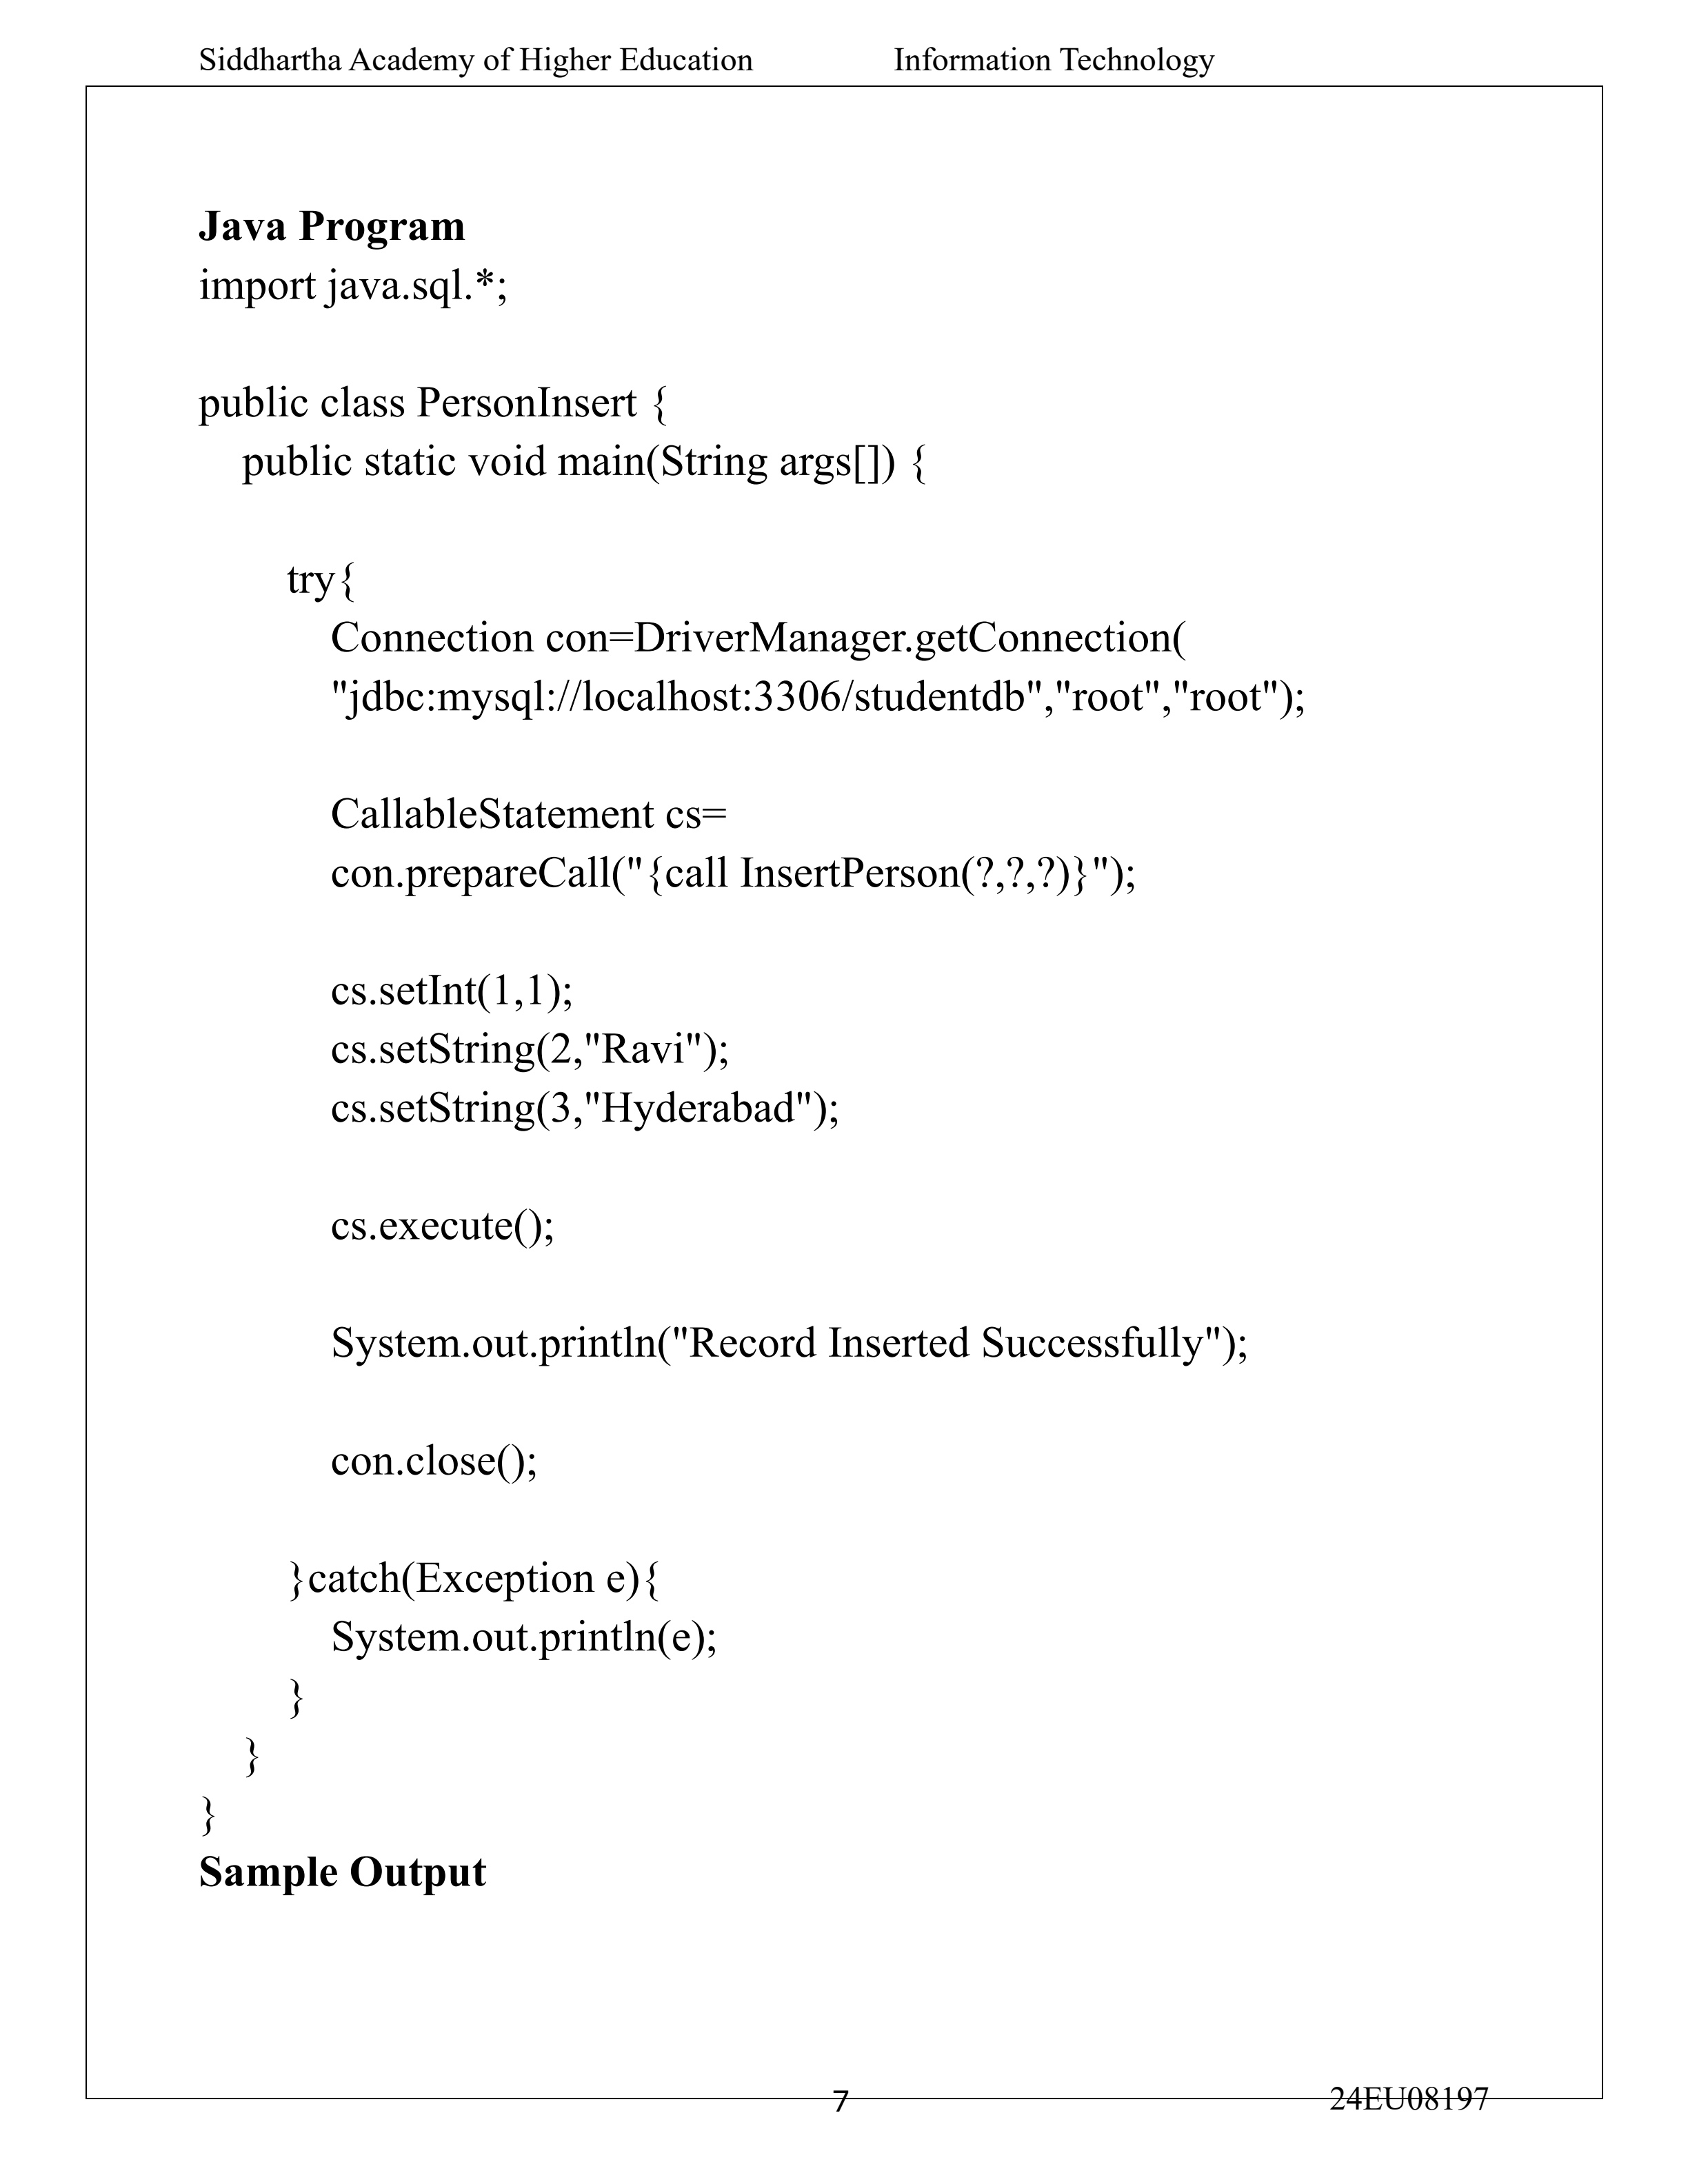 Siddhartha Academy of Higher Education Information Technology
Java Program
import java.sql.*;
public class PersonInsert {
public static void main(String args[]) {
try{
Connection con=DriverManager.getConnection(
"jdbc:mysql://localhost:3306/studentdb","root","root");
CallableStatement cs=
con.prepareCall("{call InsertPerson(?,?,?)}");
cs.setInt(1,1);
cs.setString(2,"Ravi");
cs.setString(3,"Hyderabad");
cs.execute();
System.out.println("Record Inserted Successfully");
con.close();
}catch(Exception e){
System.out.println(e);
}
}
}
Sample Output
7 24EU08197